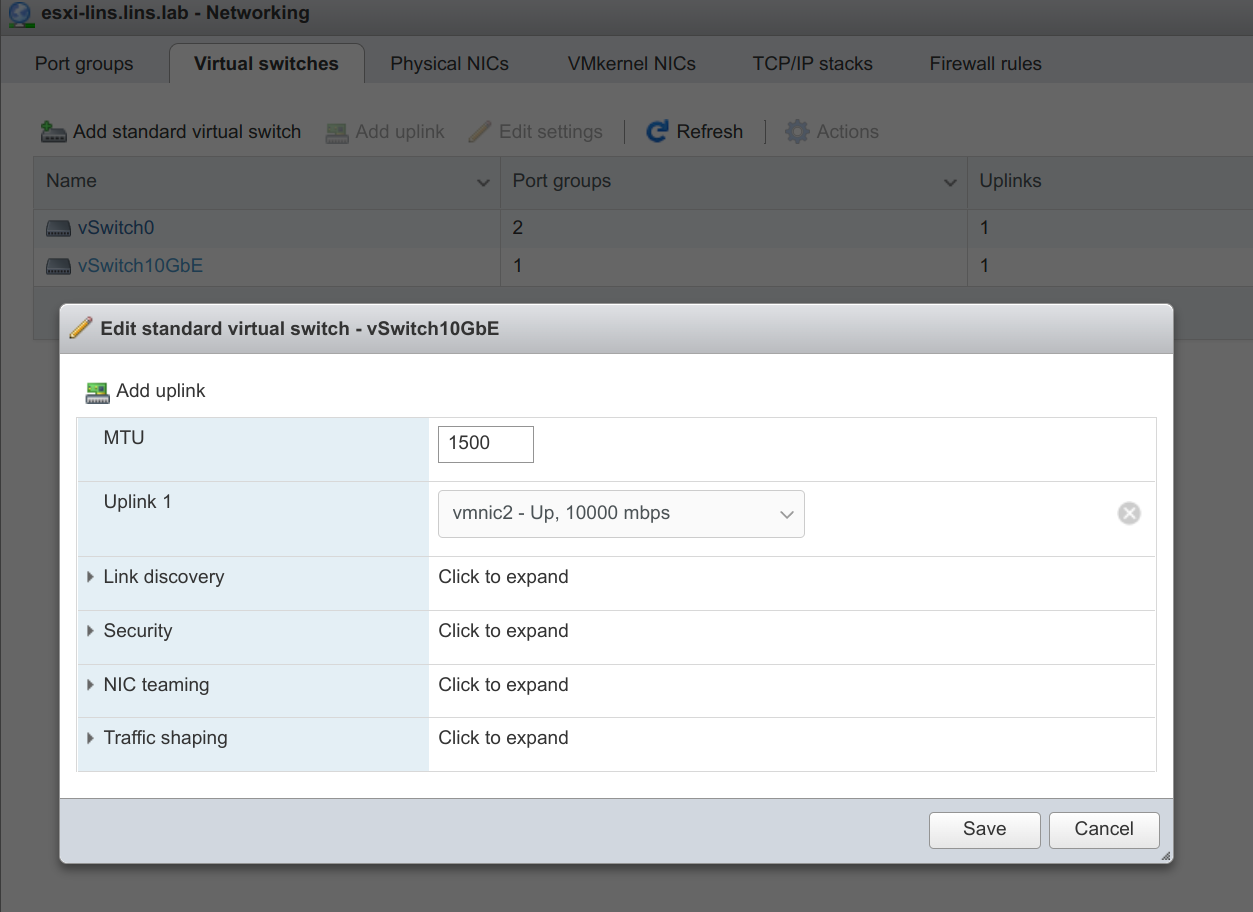 esxi-lins.lins.lab - Networking
Port groups Virtual switches Physical NICs VMkernel NICs TCP/IP stacks Firewall rules
Add standard virtual switch Add uplink Edit settings Refresh Actions
Name Port groups Uplinks
vSwitch0 2 1
vSwitch10GbE 1 1
Edit standard virtual switch - vSwitch10GbE
Add uplink
MTU 1500
Uplink 1 vmnic2 - Up, 10000 mbps
Link discovery Click to expand
Security Click to expand
NIC teaming Click to expand
Traffic shaping Click to expand
Save Cancel